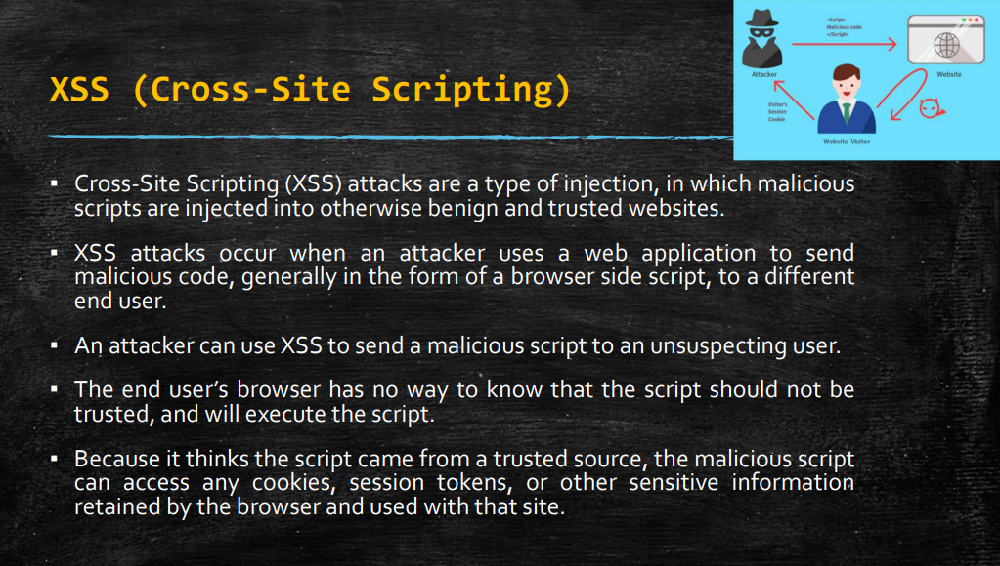 <Script>
Malicious code
</Script>
Attacker
Website
Visitor's
Session
Cookie
Website Visitor
XSS (Cross-Site Scripting)
▪ Cross-Site Scripting (XSS) attacks are a type of injection, in which malicious
scripts are injected into otherwise benign and trusted websites.
▪ XSS attacks occur when an attacker uses a web application to send
malicious code, generally in the form of a browser side script, to a different
end user.
▪ An attacker can use XSS to send a malicious script to an unsuspecting user.
▪ The end user’s browser has no way to know that the script should not be
trusted, and will execute the script.
▪ Because it thinks the script came from a trusted source, the malicious script
can access any cookies, session tokens, or other sensitive information
retained by the browser and used with that site.